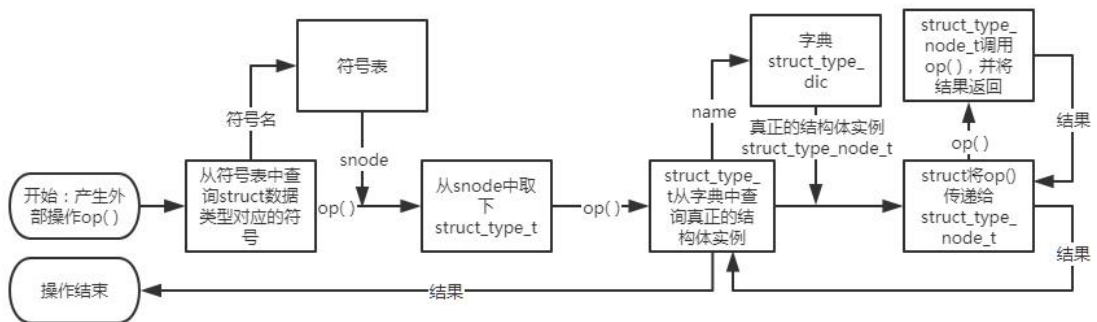 符号表
字典
struct_type_
dic
struct_type_
node_t调用
op( )，并将
结果返回
符号名
snode
name
真正的结构体实例
struct_type_node_t
op( )
结果
开始：产生外
部操作op( )
从符号表中查
询struct数据
类型对应的符
号
op( )
从snode中取
下
struct_type_t
op( )
struct_type_
t从字典中查
询真正的结
构体实例
struct将op()
传递给
struct_type_
node_t
结果
操作结束
结果